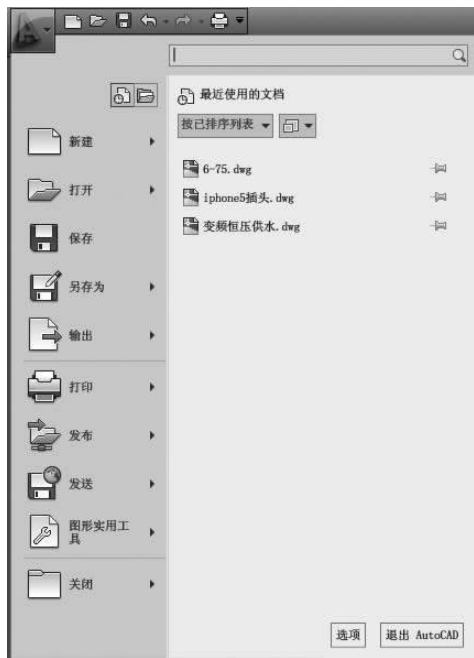 最近使用的文档
按已排序列表
6-75.dwg
iphone5插头.dwg
变频恒压供水.dwg
新建
打开
保存
另存为
输出
打印
发布
发送
图形实用工
具
关闭
选项
退出 AutoCAD